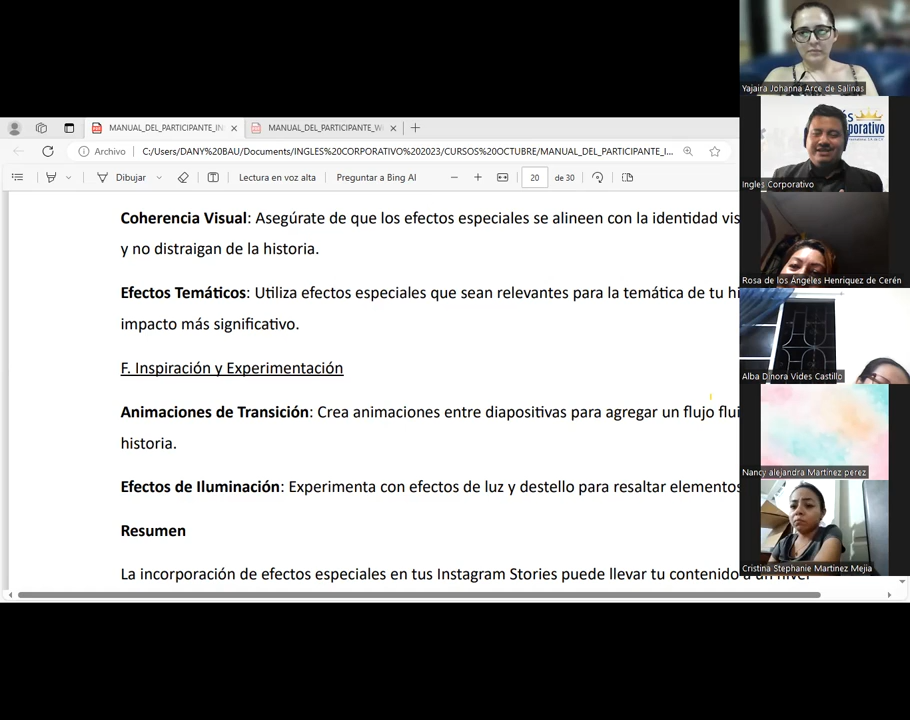 MANUAL_DEL_PARTICIPANTE_IN
MANUAL_DEL_PARTICIPANTE_W
Archivo
C:/Users/DANY%20BAU/Documents/INGLES%20CORPORATIVO%202023/CURSOS%20OCTUBRE/MANUAL_DEL_PARTICIPANTE_I...
Dibujar
Lectura en voz alta
Preguntar a Bing AI
20
de 30
Coherencia Visual: Asegúrate de que los efectos especiales se alineen con la identidad vis
y no distraigan de la historia.
Efectos Temáticos: Utiliza efectos especiales que sean relevantes para la temática de tu hi
impacto más significativo.
F. Inspiración y Experimentación
Animaciones de Transición: Crea animaciones entre diapositivas para agregar un flujo flui
historia.
Efectos de Iluminación: Experimenta con efectos de luz y destello para resaltar elementos
Resumen
La incorporación de efectos especiales en tus Instagram Stories puede llevar tu contenido a un nivel
Yajaira Johanna Arce de Salinas
Ingles Corporativo
Rosa de los Ángeles Henriquez de Cerén
Alba Dinora Vides Castillo
Nancy alejandra Martinez perez
Cristina Stephanie Martinez Mejia